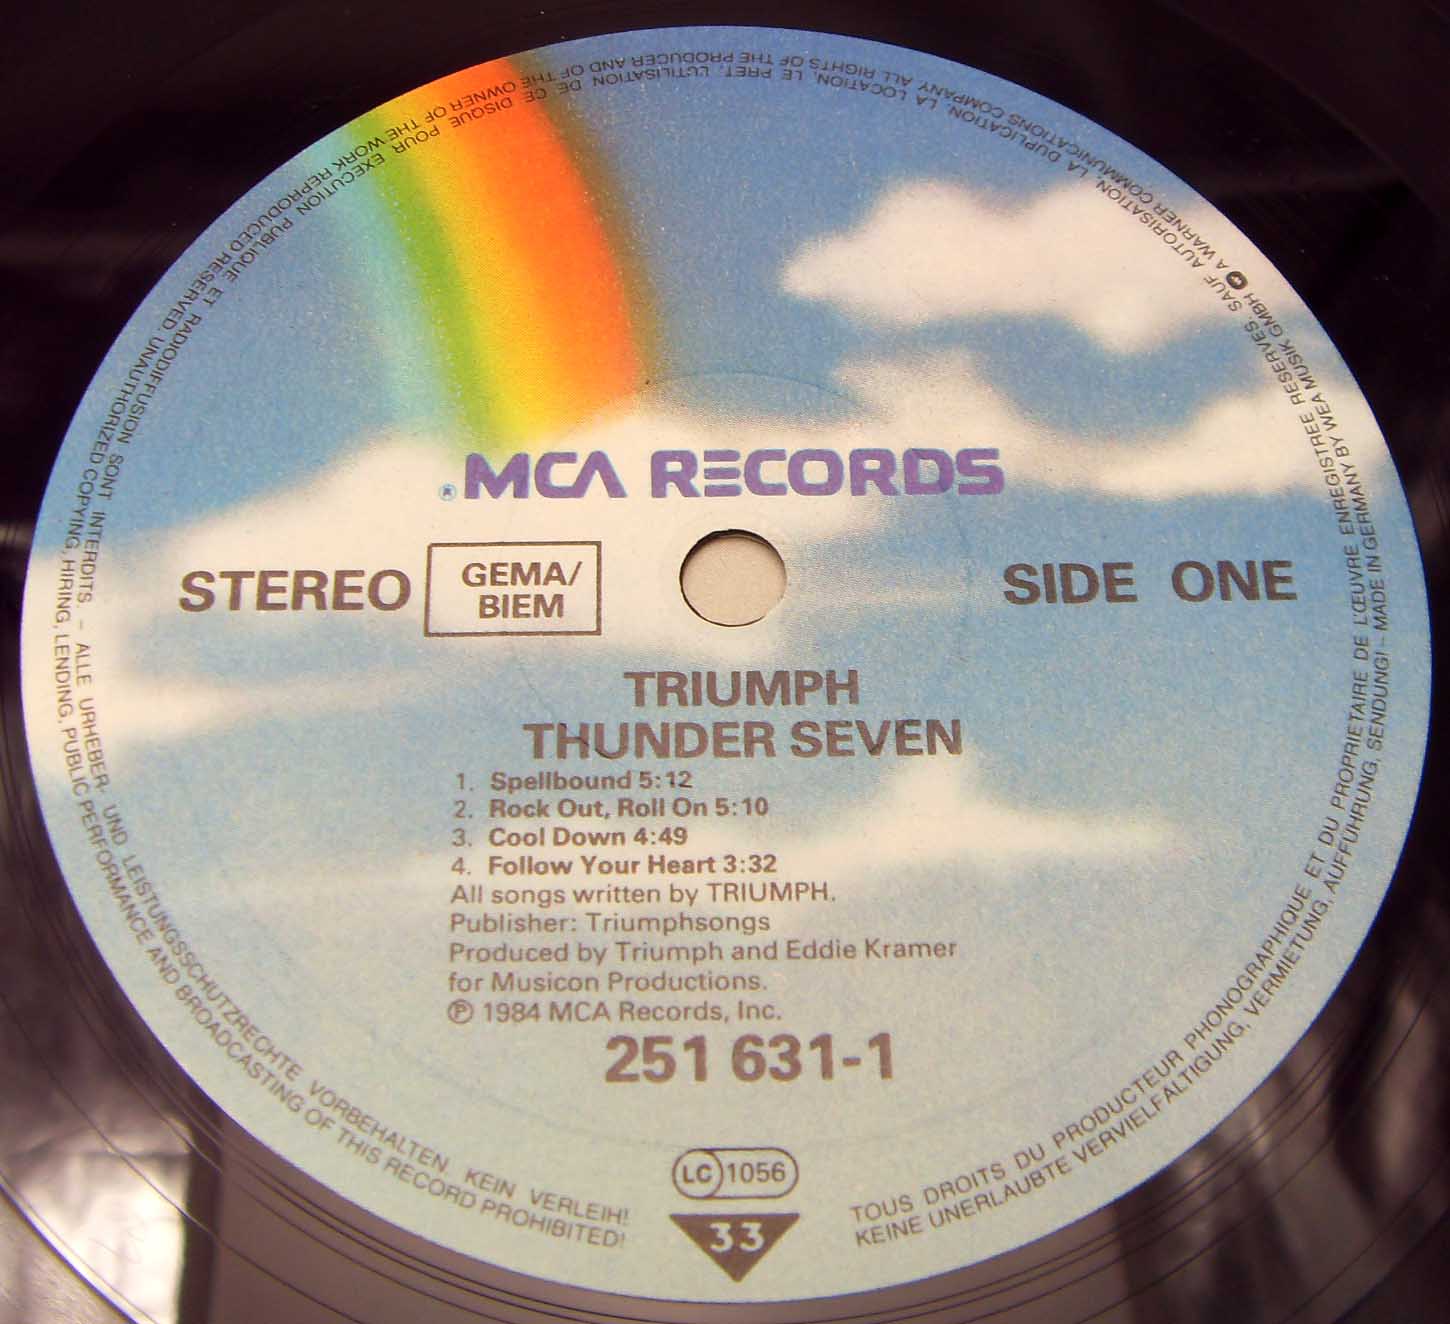 ® MCA RECORDS
STEREO
GEMA/
BIEM
SIDE ONE
TRIUMPH
THUNDER SEVEN
1. Spellbound 5:12
2. Rock Out, Roll On 5:10
3. Cool Down 4:49
4. Follow Your Heart 3:32
All songs written by TRIUMPH.
Publisher: Triumphsongs
Produced by Triumph and Eddie Kramer
for Musicon Productions.
℗ 1984 MCA Records, Inc.
251 631-1
LC 1056
33
TOUS DROITS DU PRODUCTEUR PHONOGRAPHIQUE ET DU PROPRIETAIRE DE L'ŒUVRE ENREGISTREE RESERVES. SAUF AUTORISATION, LA DUPLICATION, LA LOCATION, LE PRET, L'UTILISATION DE CE DISQUE POUR EXECUTION PUBLIQUE ET RADIODIFFUSION SONT INTERDITS. – ALLE URHEBER- UND LEISTUNGSSCHUTZRECHTE VORBEHALTEN. KEIN VERLEIH!
KEINE UNERLAUBTE VERVIELFÄLTIGUNG, VERMIETUNG, AUFFÜHRUNG, SENDUNG! – MADE IN GERMANY BY WEA MUSIK GMBH A WARNER COMMUNICATIONS COMPANY ALL RIGHTS OF THE PRODUCER AND OF THE OWNER OF THE WORK REPRODUCED RESERVED. UNAUTHORIZED COPYING, HIRING, LENDING, PUBLIC PERFORMANCE AND BROADCASTING OF THIS RECORD PROHIBITED!